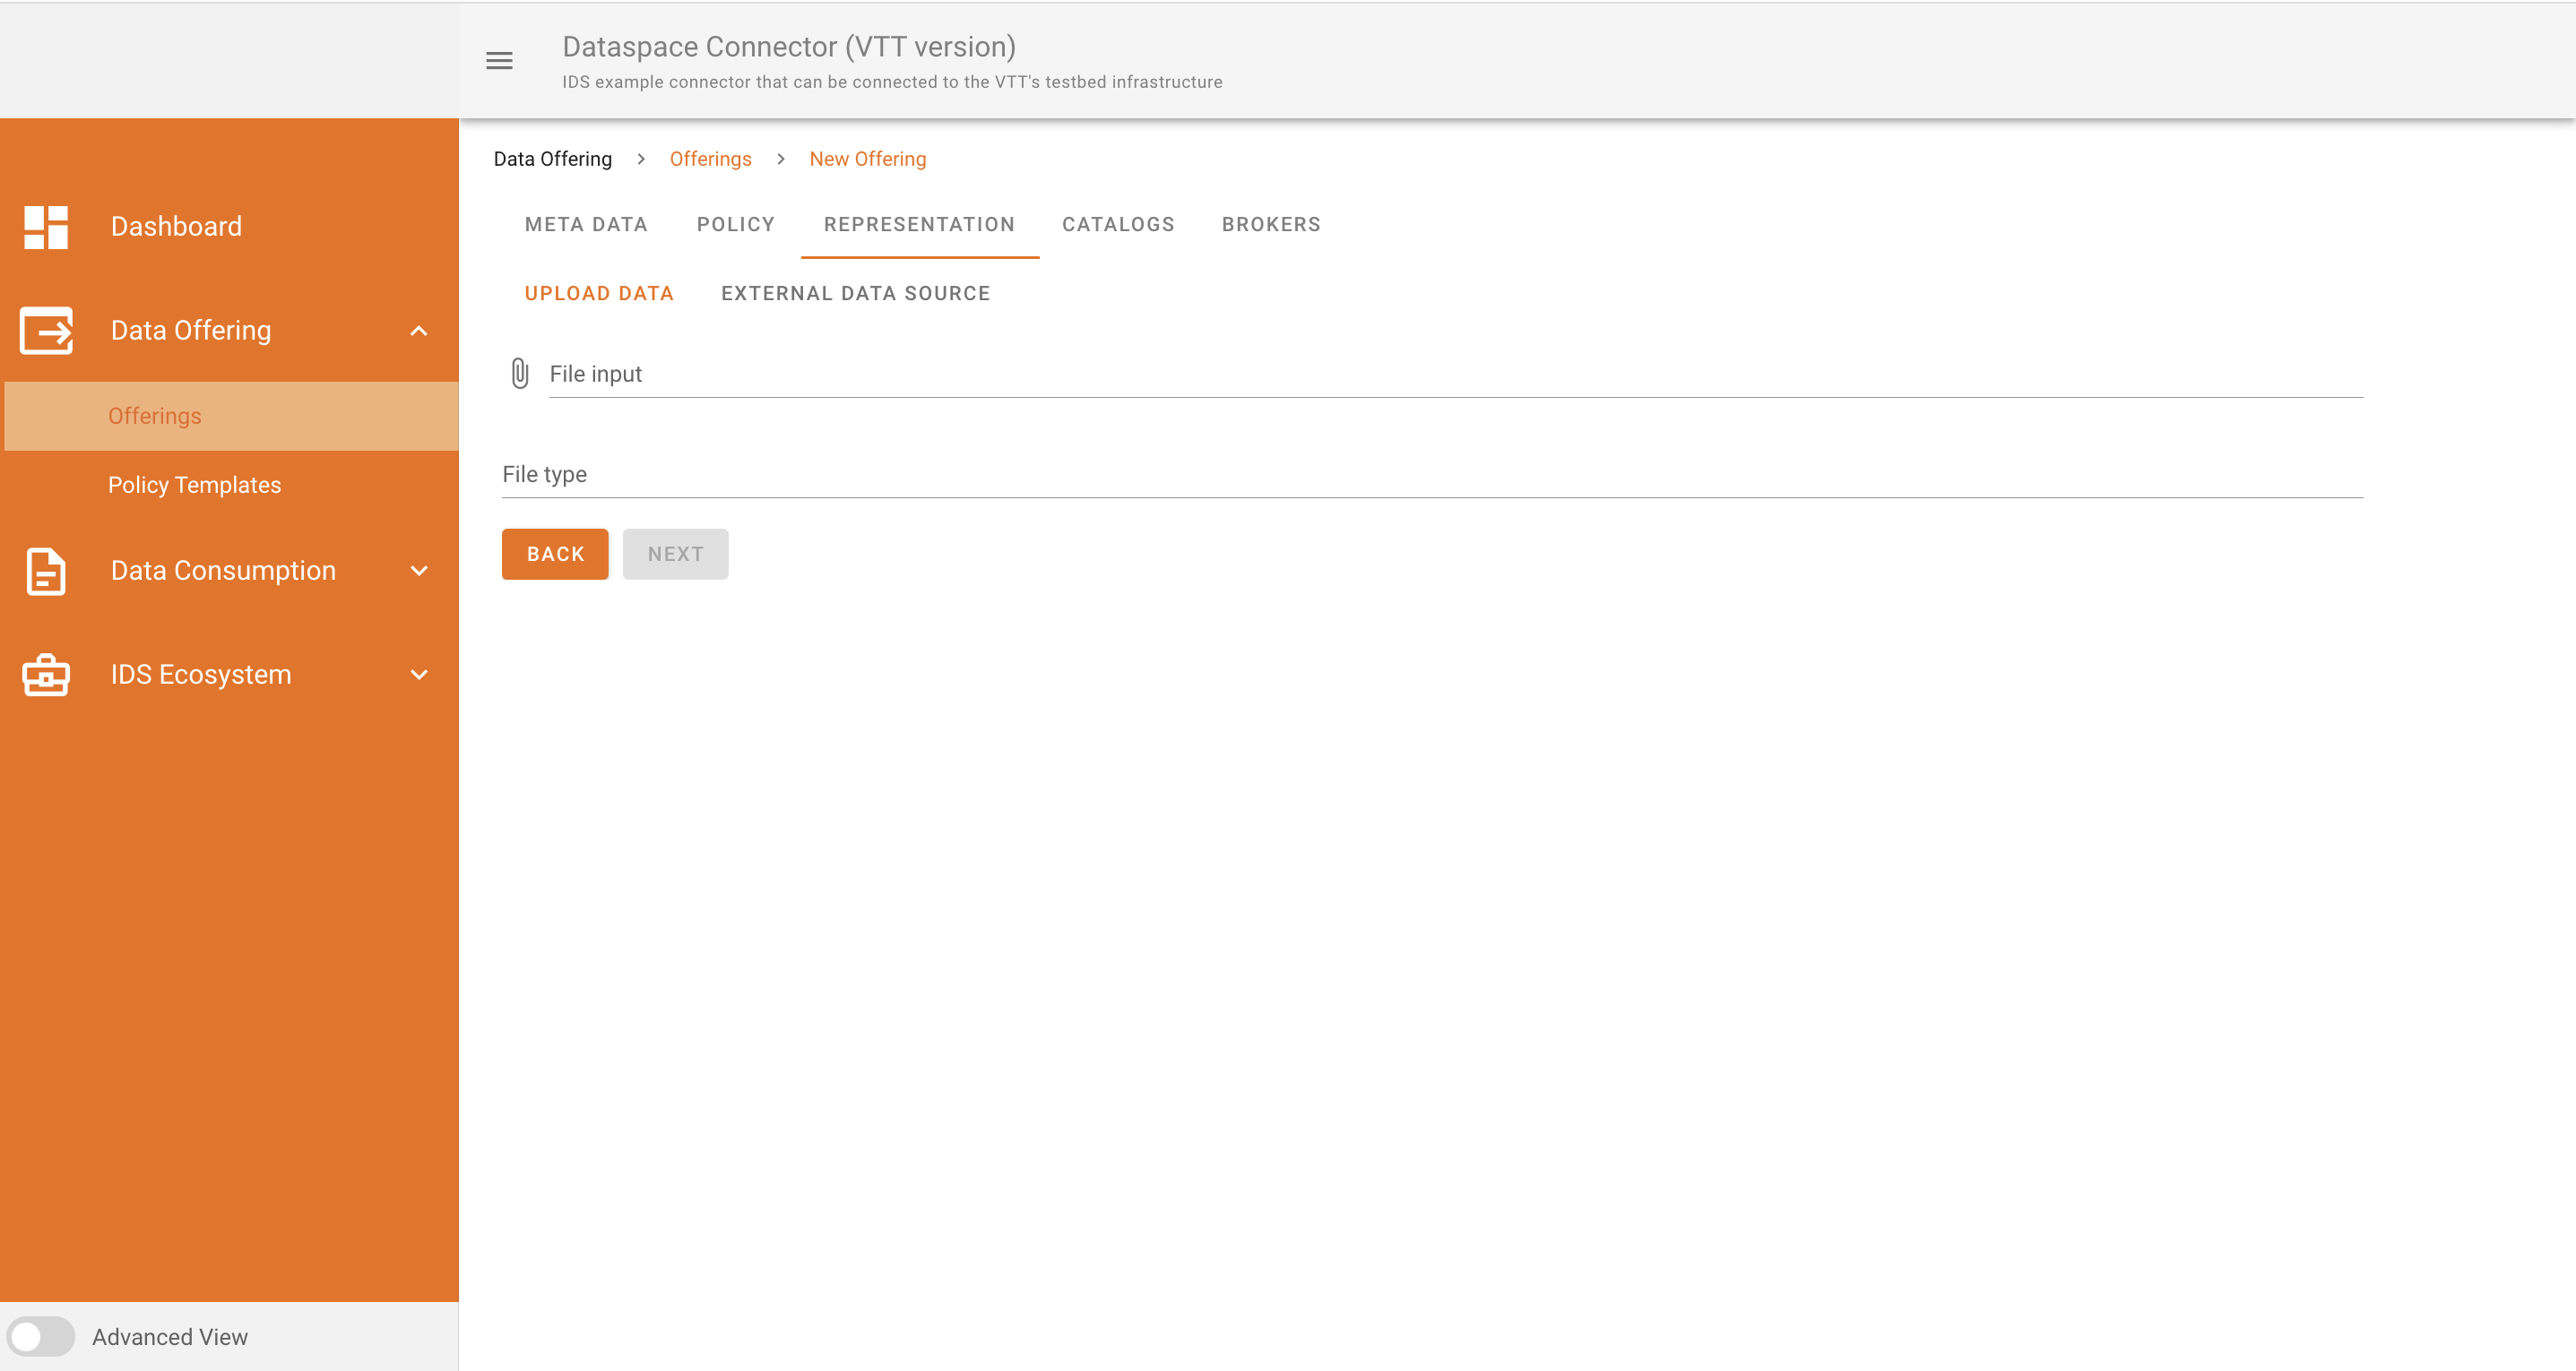 Dataspace Connector (VTT version)
IDS example connector that can be connected to the VTT's testbed infrastructure
Dashboard
Data Offering
Offerings
Policy Templates
Data Consumption
IDS Ecosystem
Advanced View
Data Offering > Offerings > New Offering
META DATA POLICY REPRESENTATION CATALOGS BROKERS
UPLOAD DATA EXTERNAL DATA SOURCE
File input
File type
BACK NEXT